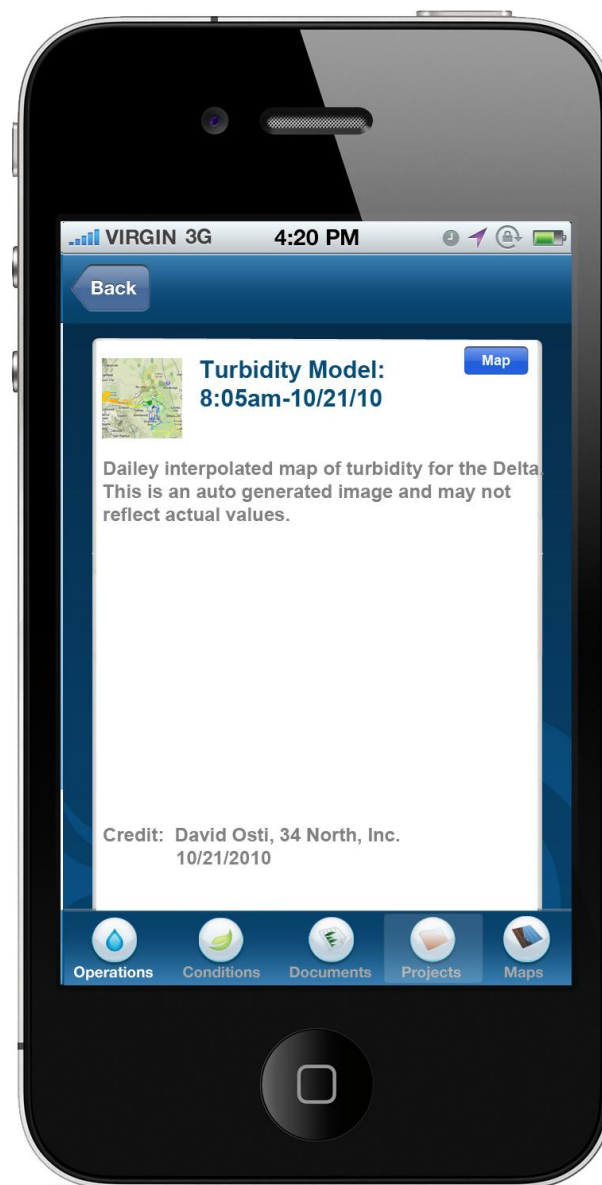 VIRGIN 3G 4:20 PM
Back
Map
Turbidity Model:
8:05am-10/21/10
Dailey interpolated map of turbidity for the Delta.
This is an auto generated image and may not
reflect actual values.
Credit: David Osti, 34 North, Inc.
10/21/2010
Operations Conditions Documents Projects Maps